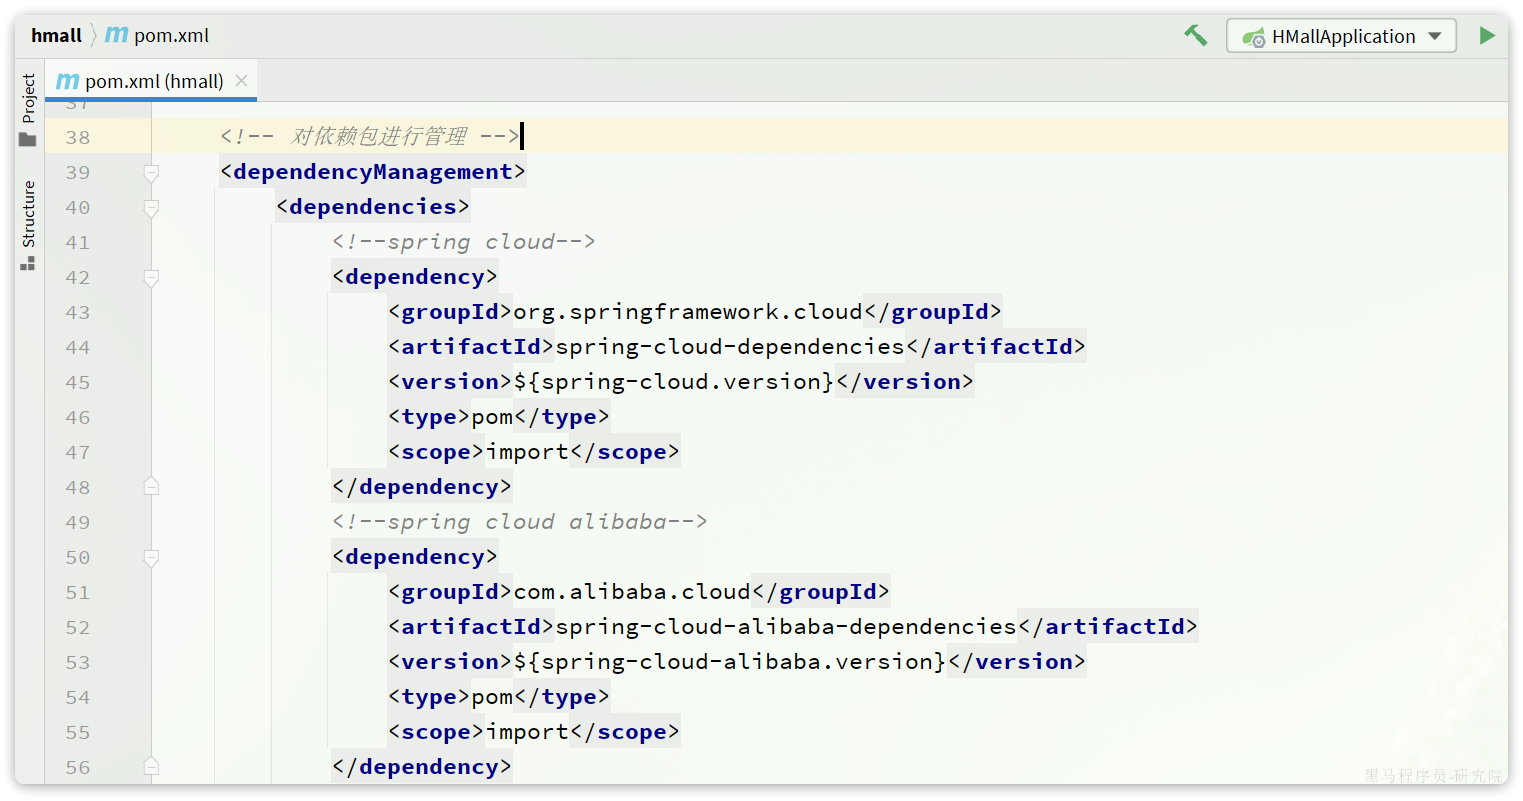 hmall pom.xml HMallApplication
pom.xml (hmall)
Project
Structure
37
38 <!-- 对依赖包进行管理 -->
39 <dependencyManagement>
40 <dependencies>
41 <!--spring cloud-->
42 <dependency>
43 <groupId>org.springframework.cloud</groupId>
44 <artifactId>spring-cloud-dependencies</artifactId>
45 <version>${spring-cloud.version}</version>
46 <type>pom</type>
47 <scope>import</scope>
48 </dependency>
49 <!--spring cloud alibaba-->
50 <dependency>
51 <groupId>com.alibaba.cloud</groupId>
52 <artifactId>spring-cloud-alibaba-dependencies</artifactId>
53 <version>${spring-cloud-alibaba.version}</version>
54 <type>pom</type>
55 <scope>import</scope>
56 </dependency>
黑马程序员-研究院